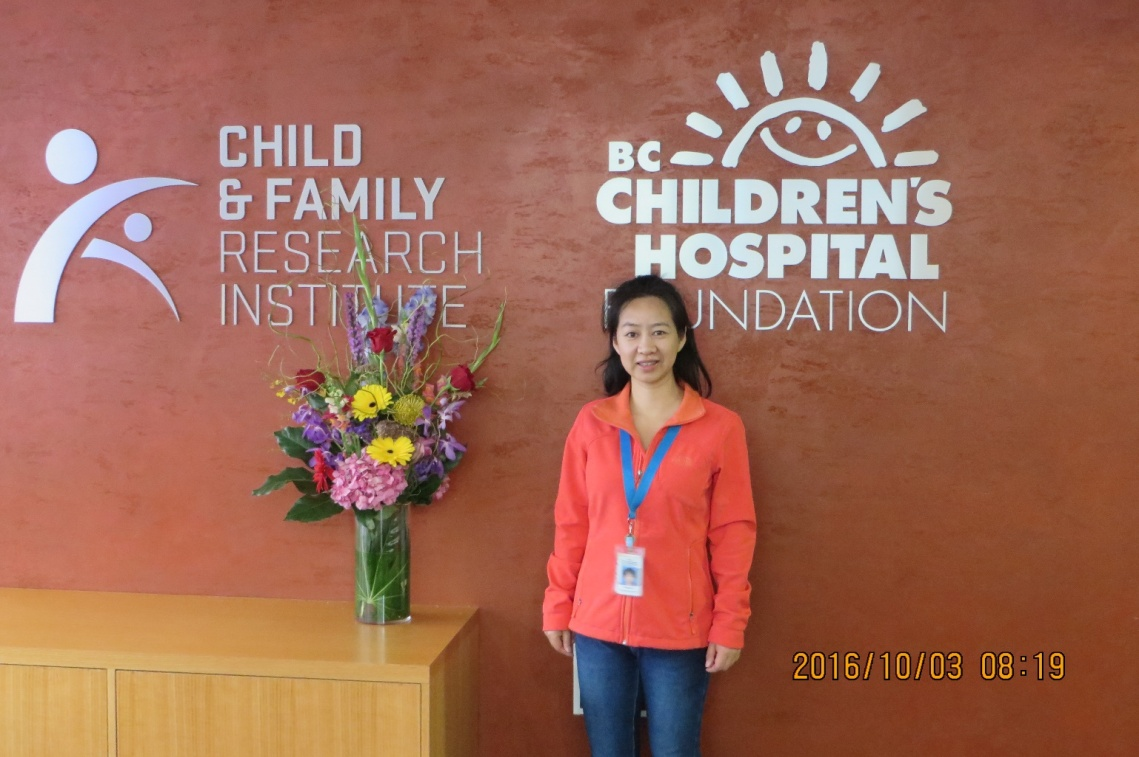 CHILD
& FAMILY
RESEARCH
INSTITUTE
BC
CHILDREN'S
HOSPITAL
FOUNDATION
2016/10/03 08:19